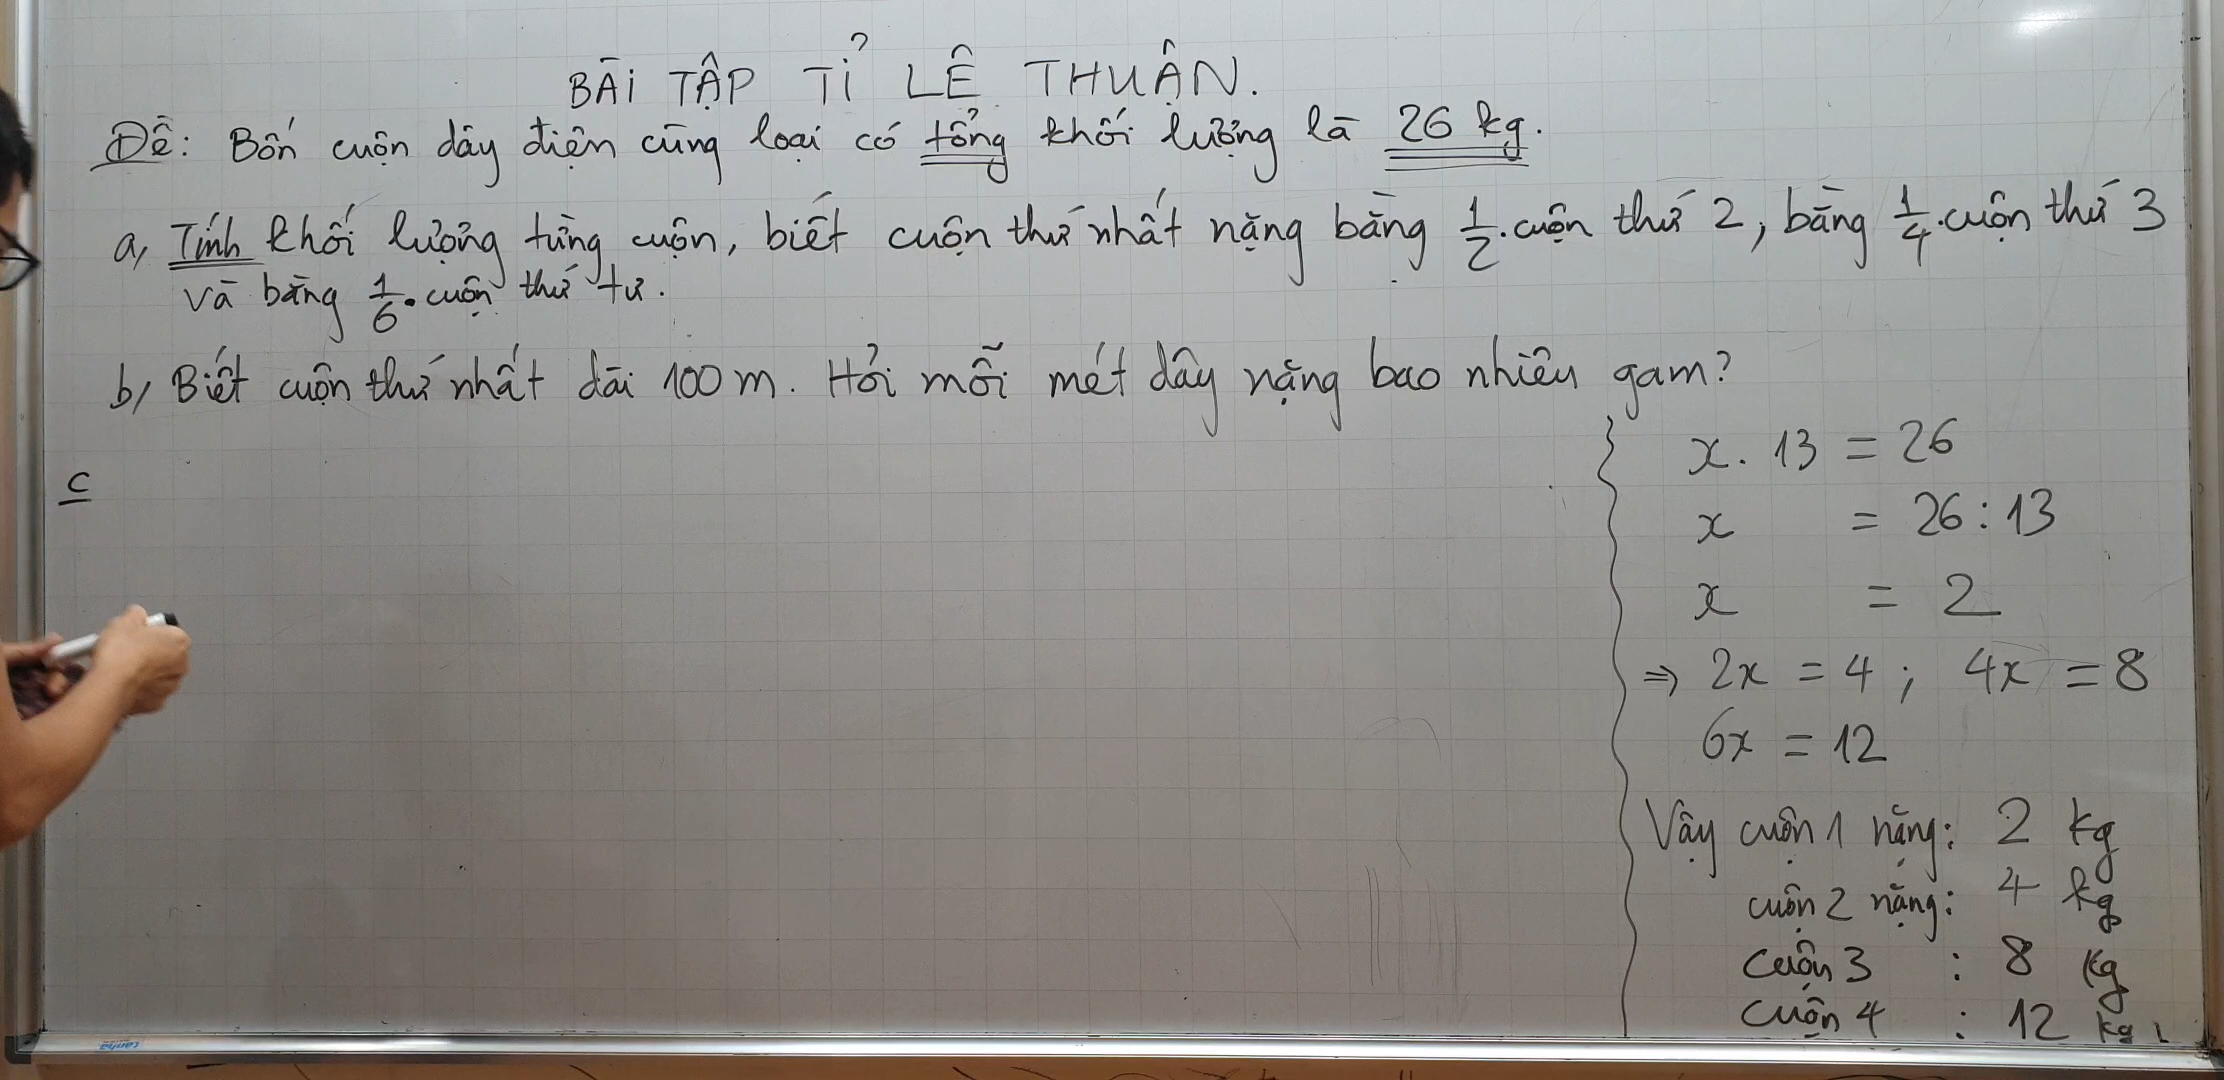 BÀI TẬP TỈ LỆ THUẬN.
Đề: Bốn cuộn dây điện cùng loại có tổng khối lượng là 26 kg.
a, Tính khối lượng từng cuộn, biết cuộn thứ nhất nặng bằng 1/2 . cuộn thứ 2, bằng 1/4 . cuộn thứ 3
và bằng 1/6 . cuộn thứ tư.
b, Biết cuộn thứ nhất dài 100 m. Hỏi mỗi mét dây nặng bao nhiêu gam?
c
x . 13 = 26
x = 26 : 13
x = 2
⇒ 2x = 4 ; 4x = 8
6x = 12
Vậy cuộn 1 nặng: 2 kg
cuộn 2 nặng: 4 kg
cuộn 3 : 8 kg
cuộn 4 : 12 kg